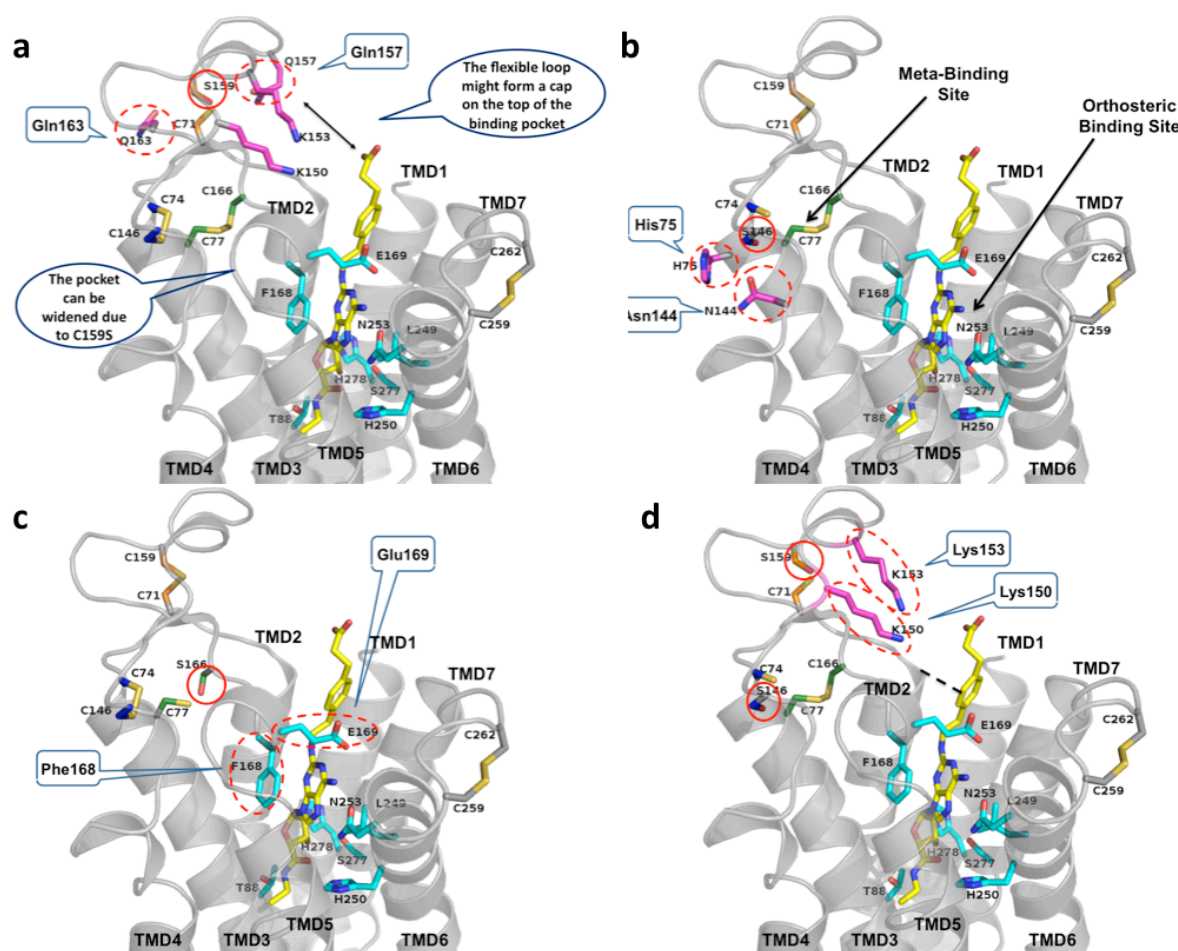 a
Gln157
Q157
S159
The flexible loop
might form a cap
on the top of the
binding pocket
Gln163
Q163
C71
K153
K150
TMD1
TMD2
TMD7
C74
C166
C146
C77
E169
C262
The pocket
can be
widened due
to C159S
F168
C259
N253
L249
H278
S277
T88
H250
TMD5
TMD4
TMD3
TMD6
b
Meta-Binding
Site
Orthosteric
Binding Site
C159
C71
TMD1
TMD2
TMD7
C74
C166
His75
S146
C77
H75
E169
C262
F168
Asn144
N144
N253
L249
C259
H278
S277
T88
H250
TMD5
TMD4
TMD3
TMD6
c
Glu169
C159
C71
TMD1
TMD2
TMD7
S166
C74
C146
C77
E169
C262
Phe168
F168
C259
N253
L249
H278
S277
T88
H250
TMD5
TMD4
TMD3
TMD6
d
Lys153
S159
K153
C71
Lys150
K150
TMD1
TMD7
C74
C166
S146
TMD2
C77
E169
C262
F168
C259
N253
L249
H278
S277
T88
H250
TMD5
TMD4
TMD3
TMD6